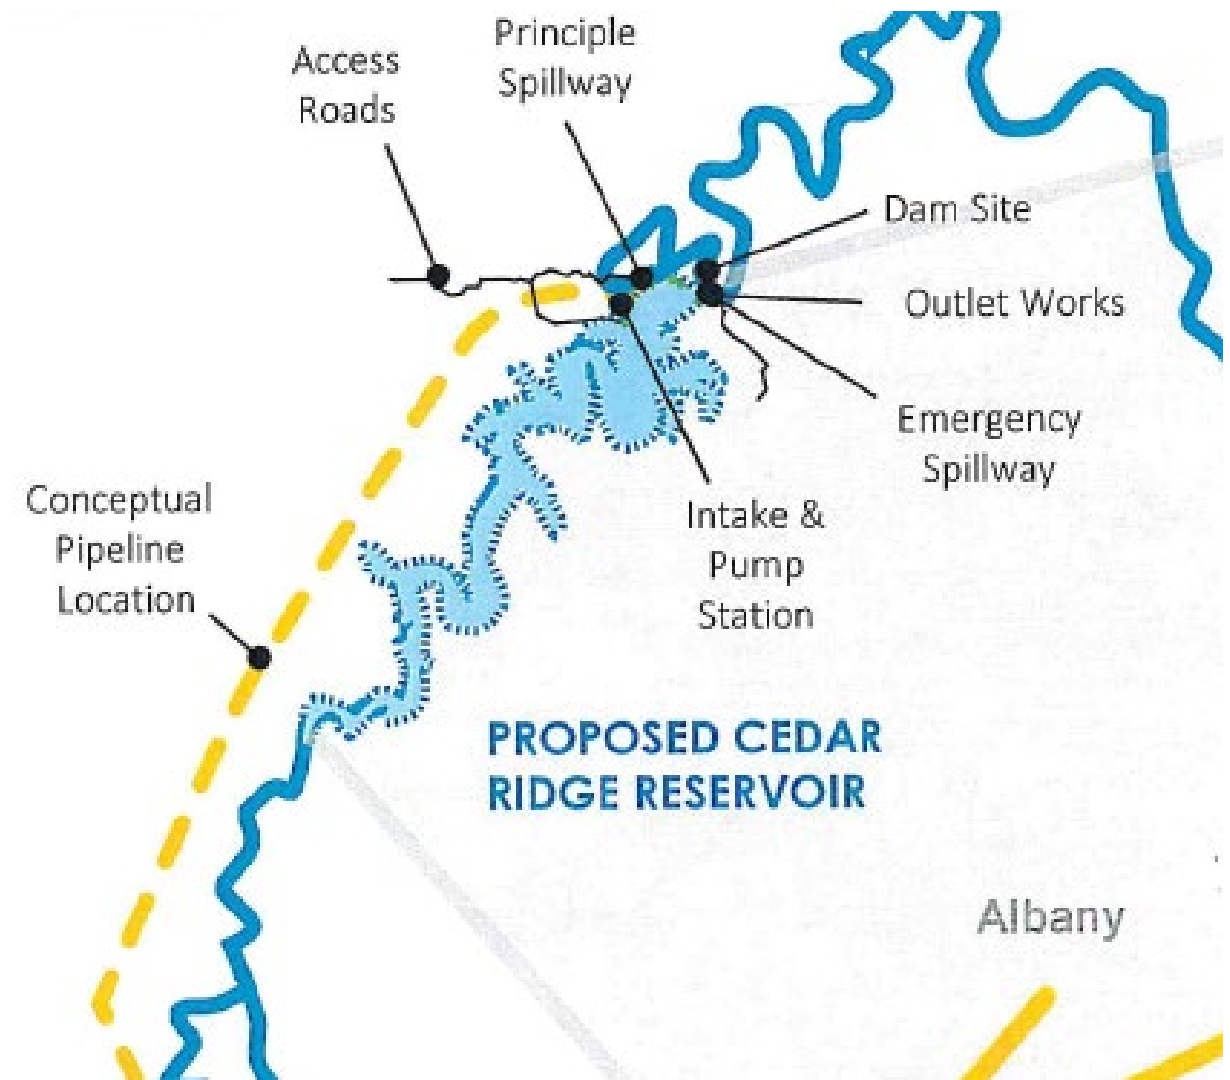 Principle
Spillway
Access
Roads
Dam Site
Outlet Works
Emergency
Spillway
Conceptual
Pipeline
Location
Intake &
Pump
Station
PROPOSED CEDAR
RIDGE RESERVOIR
Albany